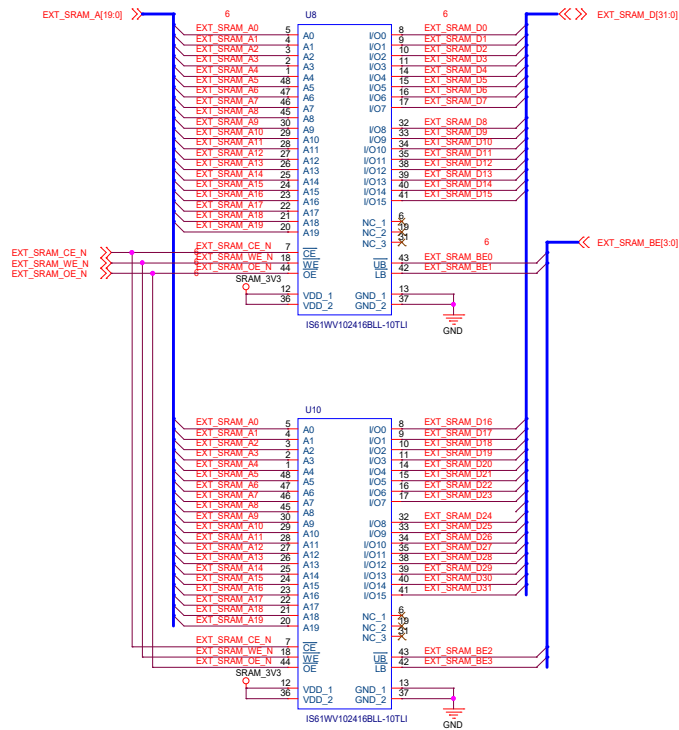 EXT_SRAM_A[19:0] 6 U8 6 EXT_SRAM_D[31:0]
EXT_SRAM_A0 5 A0 I/O0 8 EXT_SRAM_D0
EXT_SRAM_A1 4 A1 I/O1 9 EXT_SRAM_D1
EXT_SRAM_A2 3 A2 I/O2 10 EXT_SRAM_D2
EXT_SRAM_A3 2 A3 I/O3 11 EXT_SRAM_D3
EXT_SRAM_A4 1 A4 I/O4 14 EXT_SRAM_D4
EXT_SRAM_A5 48 A5 I/O5 15 EXT_SRAM_D5
EXT_SRAM_A6 47 A6 I/O6 16 EXT_SRAM_D6
EXT_SRAM_A7 46 A7 I/O7 17 EXT_SRAM_D7
EXT_SRAM_A8 45 A8
EXT_SRAM_A9 30 A9 I/O8 32 EXT_SRAM_D8
EXT_SRAM_A10 29 A10 I/O9 33 EXT_SRAM_D9
EXT_SRAM_A11 28 A11 I/O10 34 EXT_SRAM_D10
EXT_SRAM_A12 27 A12 I/O11 35 EXT_SRAM_D11
EXT_SRAM_A13 26 A13 I/O12 38 EXT_SRAM_D12
EXT_SRAM_A14 25 A14 I/O13 39 EXT_SRAM_D13
EXT_SRAM_A15 24 A15 I/O14 40 EXT_SRAM_D14
EXT_SRAM_A16 23 A16 I/O15 41 EXT_SRAM_D15
EXT_SRAM_A17 22 A17
EXT_SRAM_A18 21 A18 NC_1 6
EXT_SRAM_A19 20 A19 NC_2 19
NC_3 31
6 EXT_SRAM_BE[3:0]
EXT_SRAM_CE_N 6 EXT_SRAM_CE_N 7 CE
EXT_SRAM_WE_N 6 EXT_SRAM_WE_N 18 WE UB 43 EXT_SRAM_BE0
EXT_SRAM_OE_N 6 EXT_SRAM_OE_N 44 OE LB 42 EXT_SRAM_BE1
SRAM_3V3
12 VDD_1 GND_1 13
36 VDD_2 GND_2 37
IS61WV102416BLL-10TLI
GND
U10
EXT_SRAM_A0 5 A0 I/O0 8 EXT_SRAM_D16
EXT_SRAM_A1 4 A1 I/O1 9 EXT_SRAM_D17
EXT_SRAM_A2 3 A2 I/O2 10 EXT_SRAM_D18
EXT_SRAM_A3 2 A3 I/O3 11 EXT_SRAM_D19
EXT_SRAM_A4 1 A4 I/O4 14 EXT_SRAM_D20
EXT_SRAM_A5 48 A5 I/O5 15 EXT_SRAM_D21
EXT_SRAM_A6 47 A6 I/O6 16 EXT_SRAM_D22
EXT_SRAM_A7 46 A7 I/O7 17 EXT_SRAM_D23
EXT_SRAM_A8 45 A8
EXT_SRAM_A9 30 A9 I/O8 32 EXT_SRAM_D24
EXT_SRAM_A10 29 A10 I/O9 33 EXT_SRAM_D25
EXT_SRAM_A11 28 A11 I/O10 34 EXT_SRAM_D26
EXT_SRAM_A12 27 A12 I/O11 35 EXT_SRAM_D27
EXT_SRAM_A13 26 A13 I/O12 38 EXT_SRAM_D28
EXT_SRAM_A14 25 A14 I/O13 39 EXT_SRAM_D29
EXT_SRAM_A15 24 A15 I/O14 40 EXT_SRAM_D30
EXT_SRAM_A16 23 A16 I/O15 41 EXT_SRAM_D31
EXT_SRAM_A17 22 A17
EXT_SRAM_A18 21 A18 NC_1 6
EXT_SRAM_A19 20 A19 NC_2 19
NC_3 31
EXT_SRAM_CE_N 7 CE
EXT_SRAM_WE_N 18 WE UB 43 EXT_SRAM_BE2
EXT_SRAM_OE_N 44 OE LB 42 EXT_SRAM_BE3
SRAM_3V3
12 VDD_1 GND_1 13
36 VDD_2 GND_2 37
IS61WV102416BLL-10TLI
GND